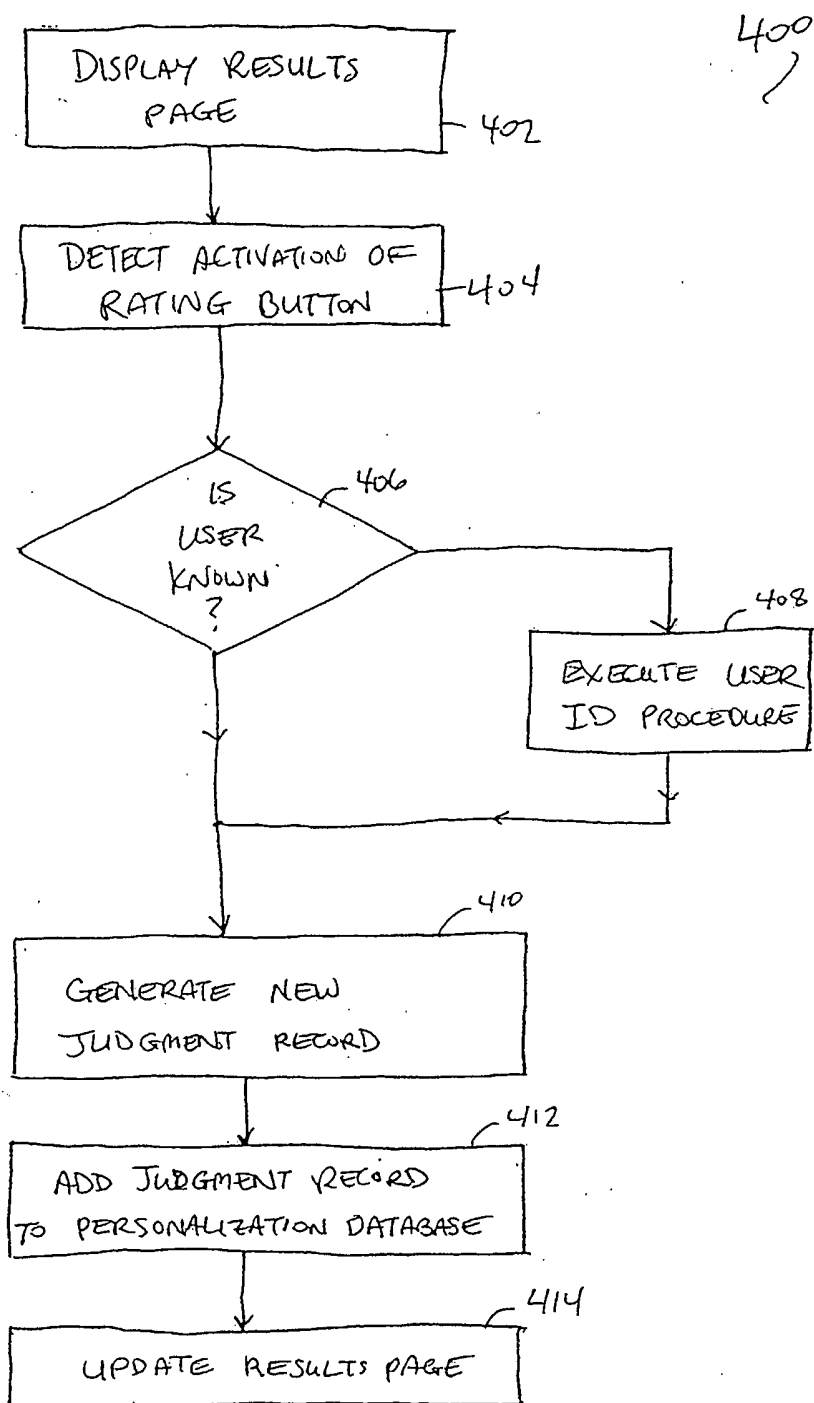 400
DISPLAY RESULTS
PAGE
402
DETECT ACTIVATION OF
RATING BUTTON
404
406
IS
USER
KNOWN
?
408
EXECUTE USER
ID PROCEDURE
410
GENERATE NEW
JUDGMENT RECORD
412
ADD JUDGMENT RECORD
TO PERSONALIZATION DATABASE
414
UPDATE RESULTS PAGE